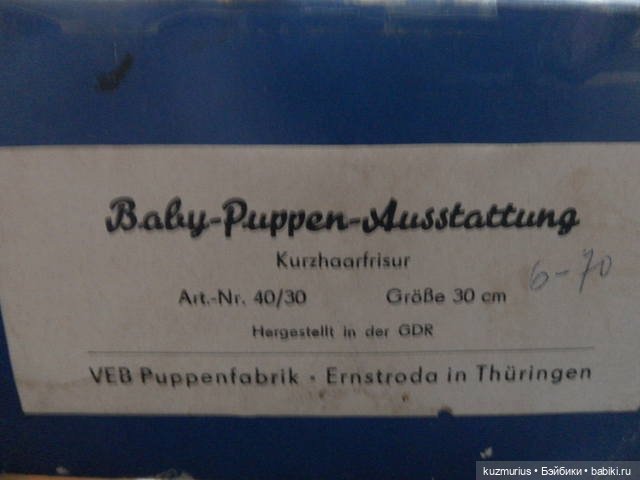 Baby-Puppen-Ausstattung
Kurzhaarfrisur
6-70
Art.-Nr. 40/30 Größe 30 cm
Hergestellt in der GDR
VEB Puppenfabrik • Ernstroda in Thüringen
kuzmurius • Бэйбики • babiki.ru